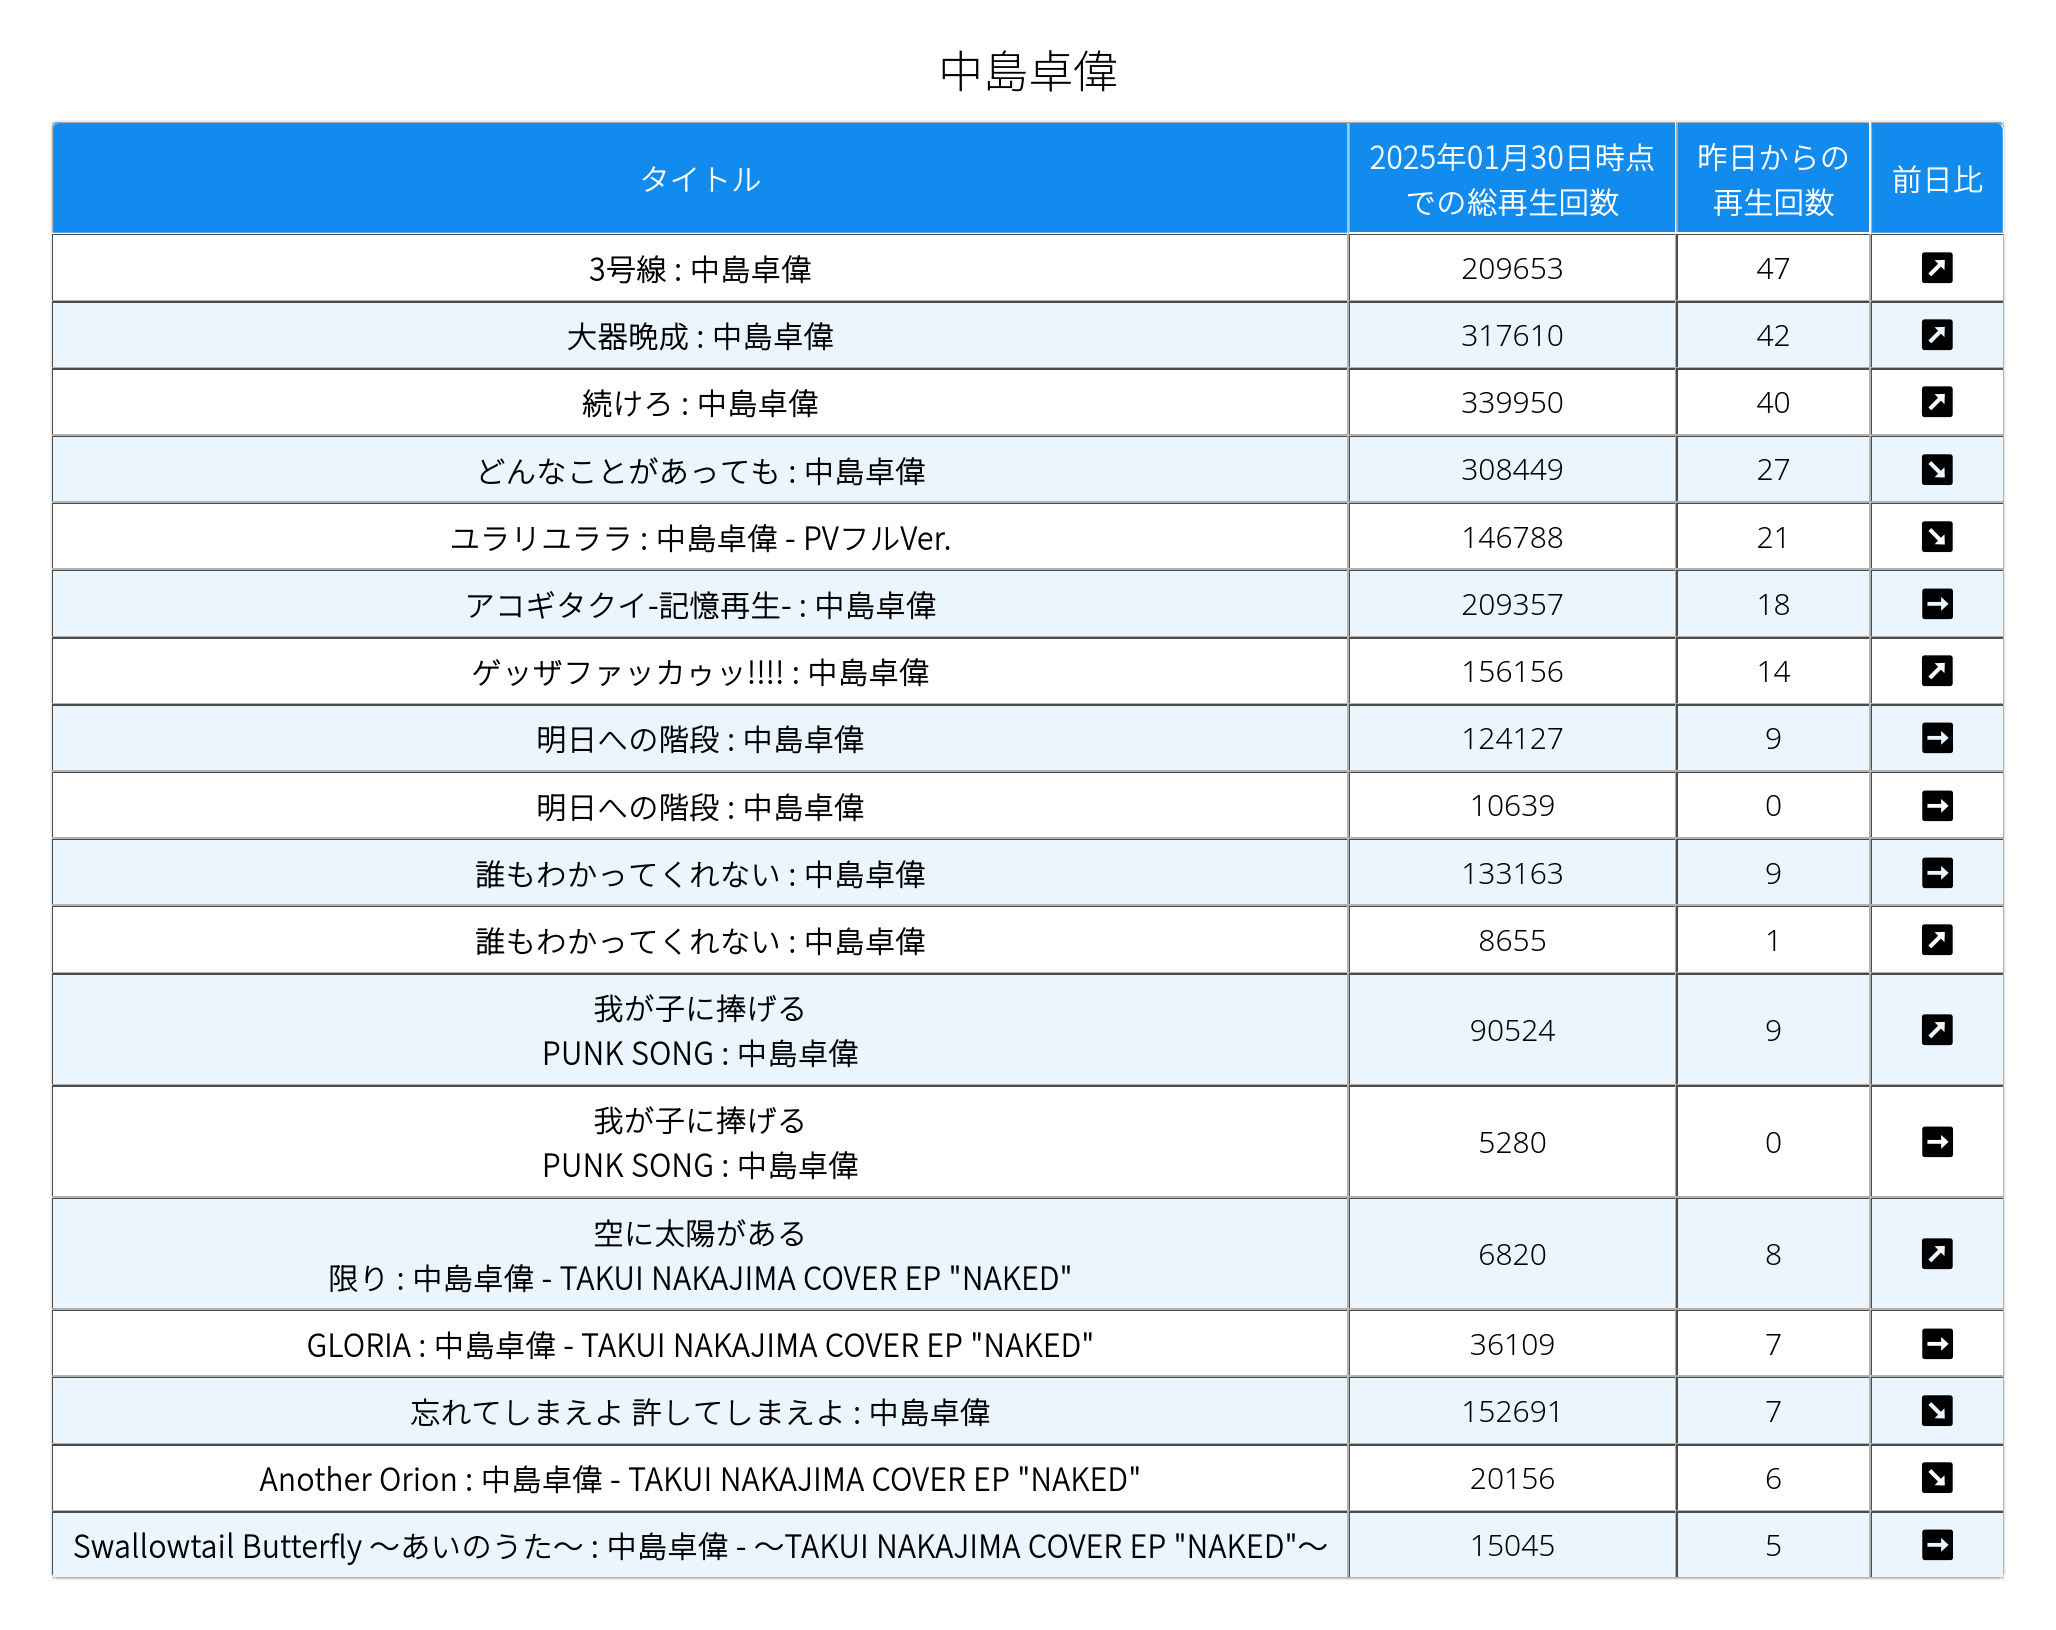 中島卓偉
タイトル
2025年01月30日時点
での総再生回数
昨日からの
再生回数
前日比
3号線 : 中島卓偉 209653 47
大器晩成 : 中島卓偉 317610 42
続けろ : 中島卓偉 339950 40
どんなことがあっても : 中島卓偉 308449 27
ユラリユララ : 中島卓偉 - PVフルVer. 146788 21
アコギタクイ-記憶再生- : 中島卓偉 209357 18
ゲッザファッカゥッ!!!! : 中島卓偉 156156 14
明日への階段 : 中島卓偉 124127 9
明日への階段 : 中島卓偉 10639 0
誰もわかってくれない : 中島卓偉 133163 9
誰もわかってくれない : 中島卓偉 8655 1
我が子に捧げる
PUNK SONG : 中島卓偉 90524 9
我が子に捧げる
PUNK SONG : 中島卓偉 5280 0
空に太陽がある
限り : 中島卓偉 - TAKUI NAKAJIMA COVER EP "NAKED" 6820 8
GLORIA : 中島卓偉 - TAKUI NAKAJIMA COVER EP "NAKED" 36109 7
忘れてしまえよ 許してしまえよ : 中島卓偉 152691 7
Another Orion : 中島卓偉 - TAKUI NAKAJIMA COVER EP "NAKED" 20156 6
Swallowtail Butterfly ～あいのうた～ : 中島卓偉 - ～TAKUI NAKAJIMA COVER EP "NAKED"～ 15045 5